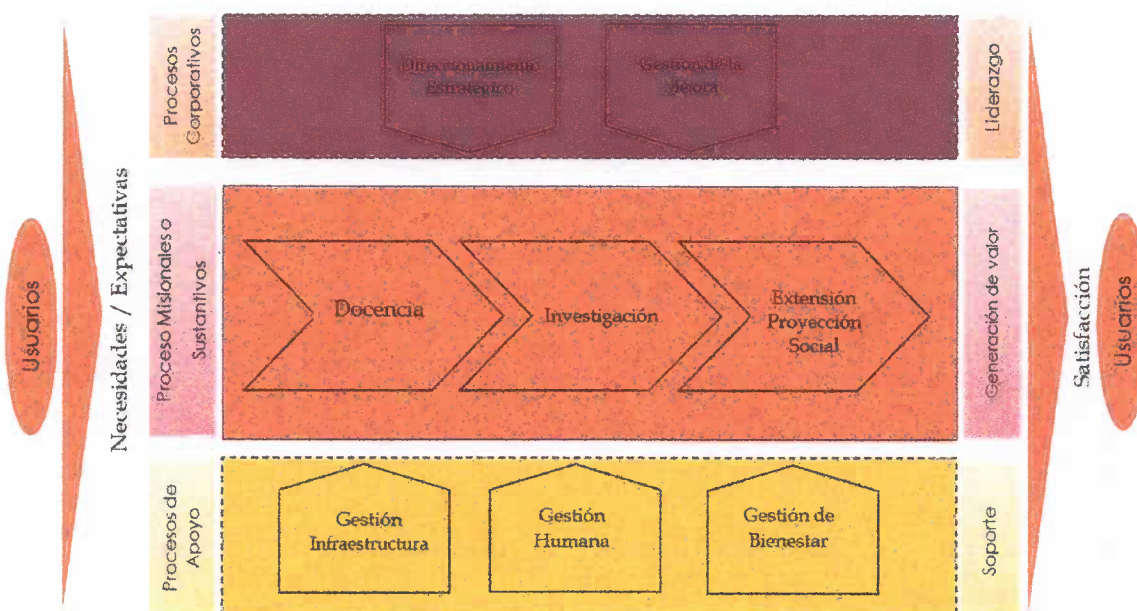 Usuarios
Necesidades / Expectativas
Procesos
Corporativos
Direccionamiento
Estratégico
Gestión de la
Mejora
Liderazgo
Proceso Misionales o
Sustantivos
Docencia
Investigación
Extensión
Proyección
Social
Generación de valor
Procesos de
Apoyo
Gestión
Infraestructura
Gestión
Humana
Gestión de
Bienestar
Soporte
Satisfacción
Usuarios